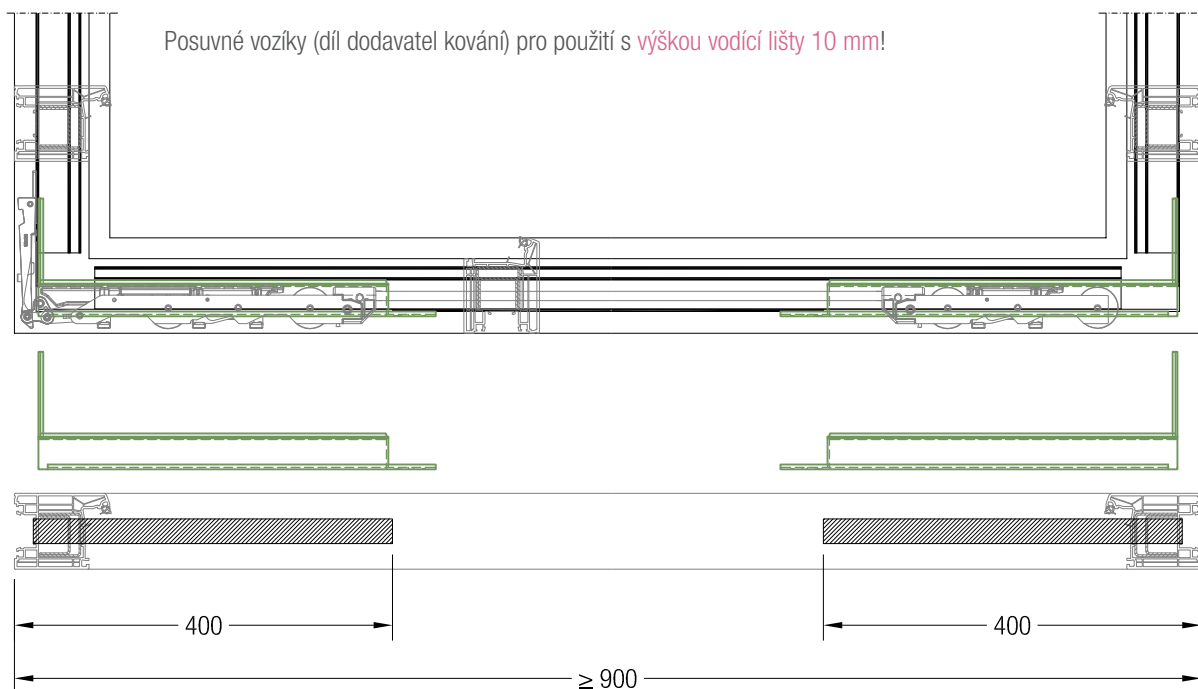 Posuvné vozíky (díl dodavatel kování) pro použití s výškou vodící lišty 10 mm!
400
400
≥ 900